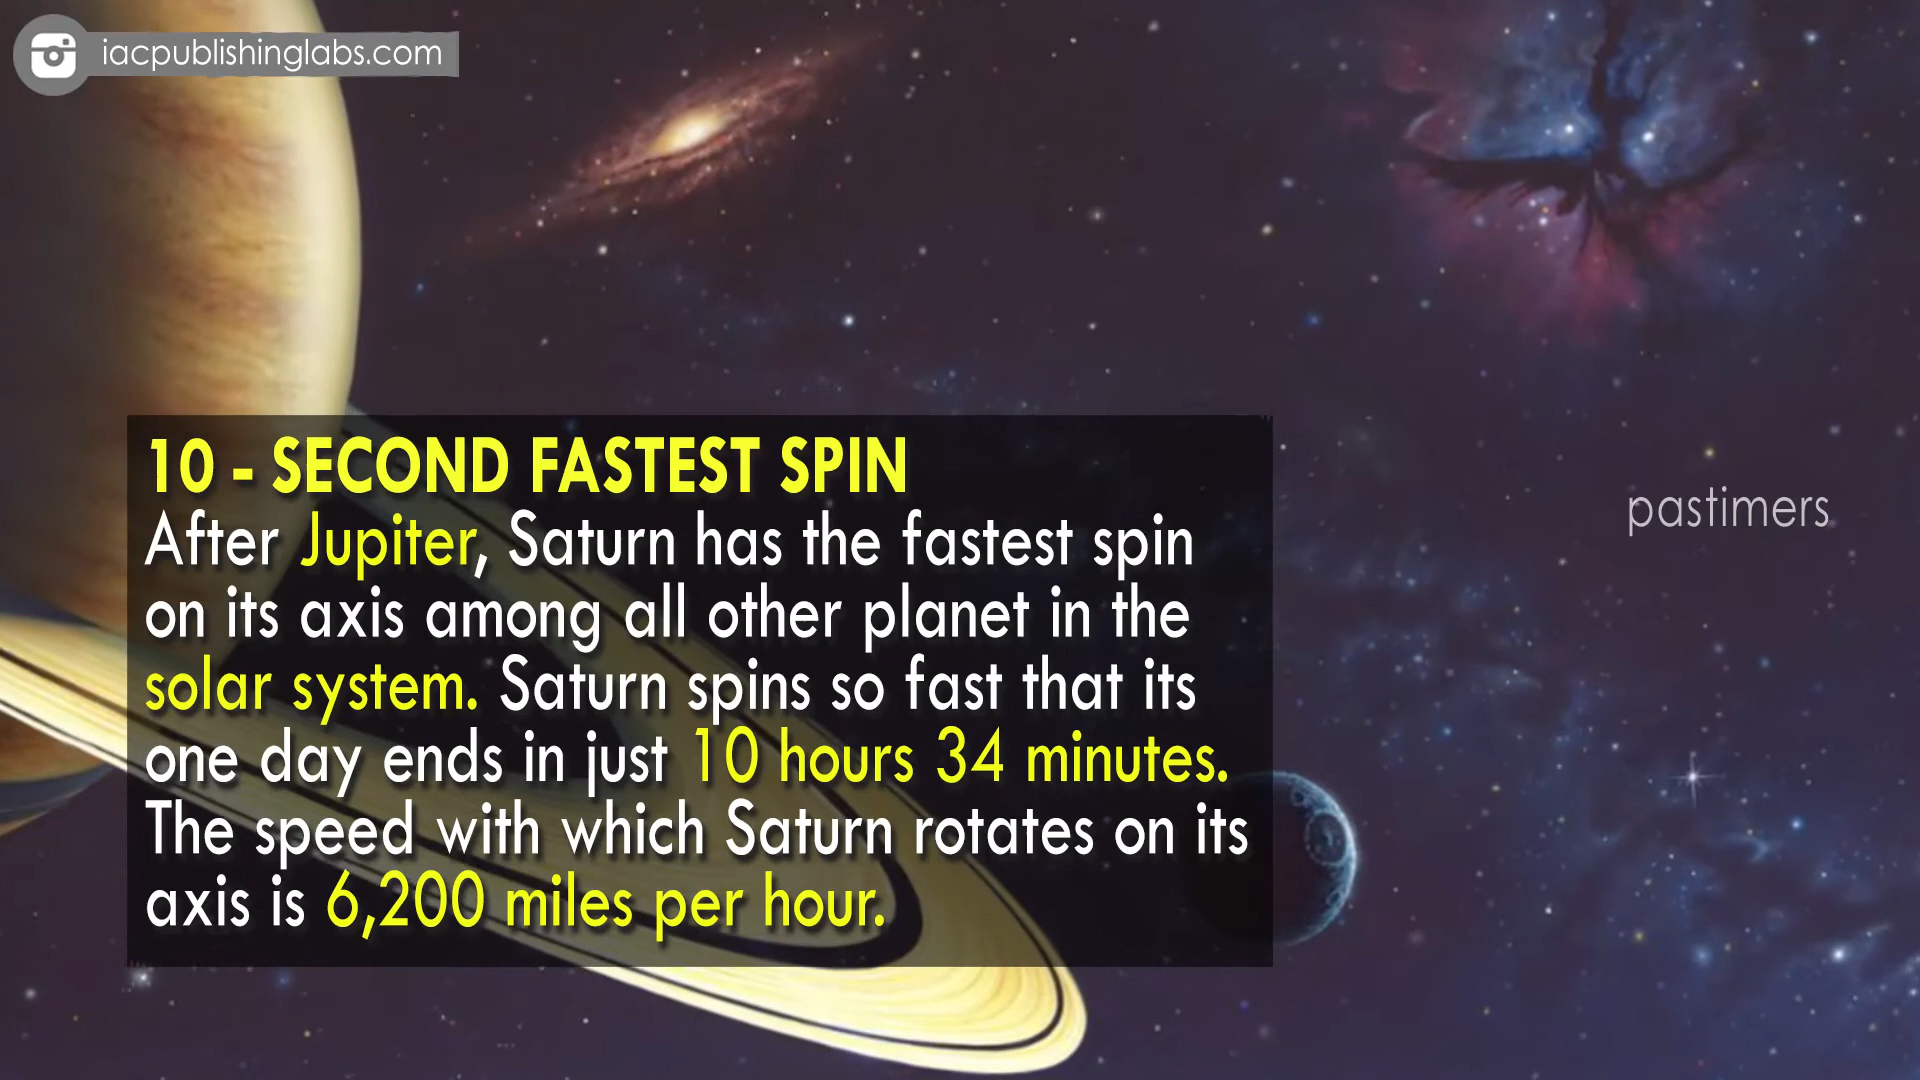 iacpublishinglabs.com
10 - SECOND FASTEST SPIN
After Jupiter, Saturn has the fastest spin
on its axis among all other planet in the
solar system. Saturn spins so fast that its
one day ends in just 10 hours 34 minutes.
The speed with which Saturn rotates on its
axis is 6,200 miles per hour.
pastimers